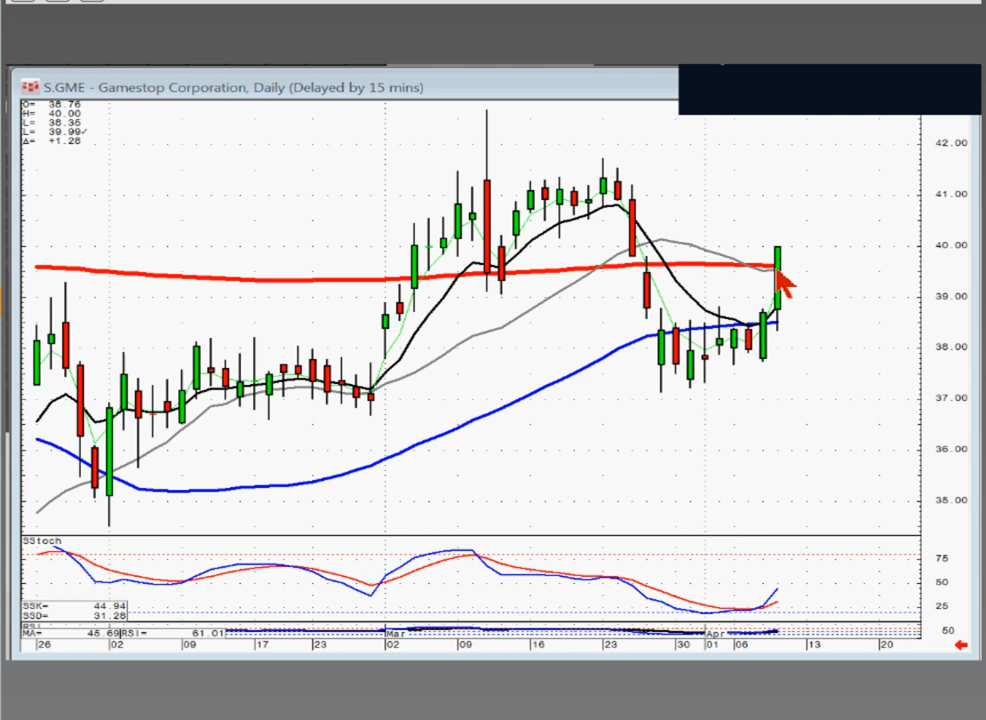 S.GME - Gamestop Corporation, Daily (Delayed by 15 mins)
O= 38.76
H= 40.00
L= 38.35
L= 39.99✓
Δ= +1.28
42.00
41.00
40.00
39.00
38.00
37.00
36.00
35.00
SStoch
75
50
25
SSK= 44.94
SSD= 31.28
RSI
MA= 45.69 RSI= 61.01
50
26 02 09 17 23 02 09 16 23 30 01 06 13 20
Mar Apr